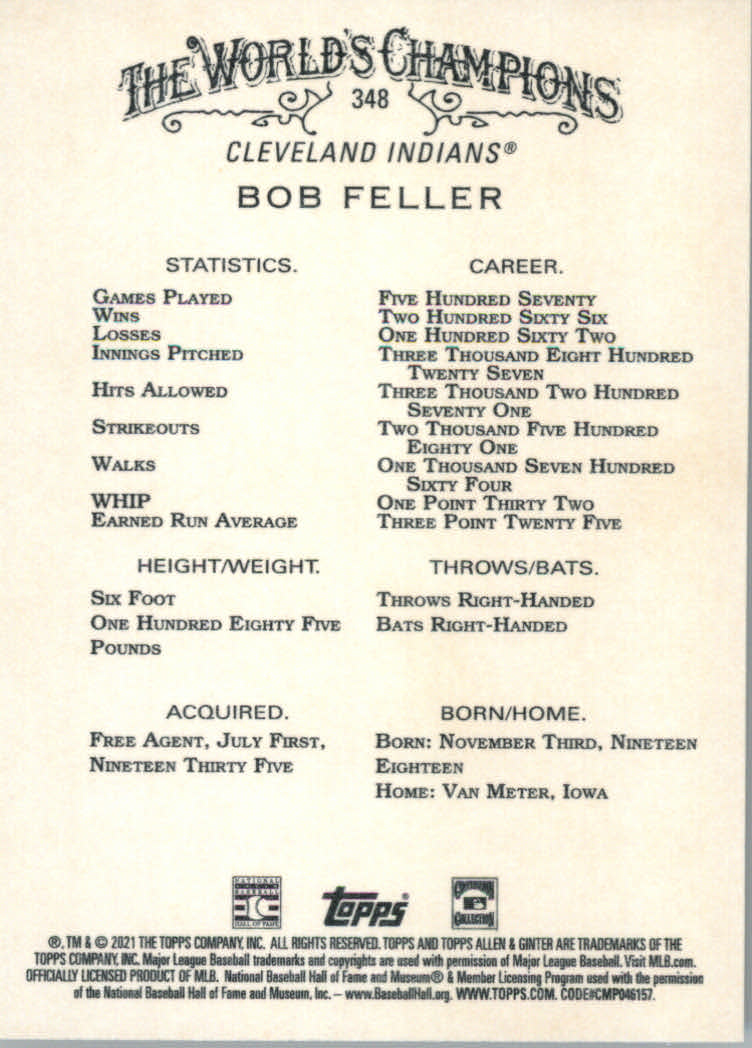 THE WORLD'S CHAMPIONS
348
CLEVELAND INDIANS®
BOB FELLER
STATISTICS. CAREER.
GAMES PLAYED FIVE HUNDRED SEVENTY
WINS TWO HUNDRED SIXTY SIX
LOSSES ONE HUNDRED SIXTY TWO
INNINGS PITCHED THREE THOUSAND EIGHT HUNDRED
TWENTY SEVEN
HITS ALLOWED THREE THOUSAND TWO HUNDRED
SEVENTY ONE
STRIKEOUTS TWO THOUSAND FIVE HUNDRED
EIGHTY ONE
WALKS ONE THOUSAND SEVEN HUNDRED
SIXTY FOUR
WHIP ONE POINT THIRTY TWO
EARNED RUN AVERAGE THREE POINT TWENTY FIVE
HEIGHT/WEIGHT. THROWS/BATS.
SIX FOOT THROWS RIGHT-HANDED
ONE HUNDRED EIGHTY FIVE BATS RIGHT-HANDED
POUNDS
ACQUIRED. BORN/HOME.
FREE AGENT, JULY FIRST, BORN: NOVEMBER THIRD, NINETEEN
NINETEEN THIRTY FIVE EIGHTEEN
HOME: VAN METER, IOWA
NATIONAL
BASEBALL
HALL OF FAME
Topps®
COOPERSTOWN
COLLECTION
®, TM & © 2021 THE TOPPS COMPANY, INC. ALL RIGHTS RESERVED. TOPPS AND TOPPS ALLEN & GINTER ARE TRADEMARKS OF THE
TOPPS COMPANY, INC. Major League Baseball trademarks and copyrights are used with permission of Major League Baseball. Visit MLB.com.
OFFICIALLY LICENSED PRODUCT OF MLB. National Baseball Hall of Fame and Museum® & Member Licensing Program used with the permission
of the National Baseball Hall of Fame and Museum, Inc. – www.BaseballHall.org. WWW.TOPPS.COM. CODE#CMP046157.